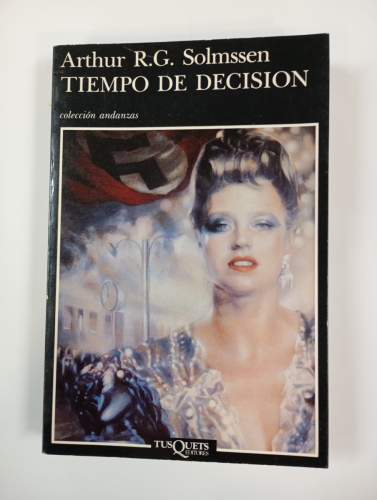 Arthur R.G. Solmssen
TIEMPO DE DECISION
colección andanzas
TUSQUETS
EDITORES